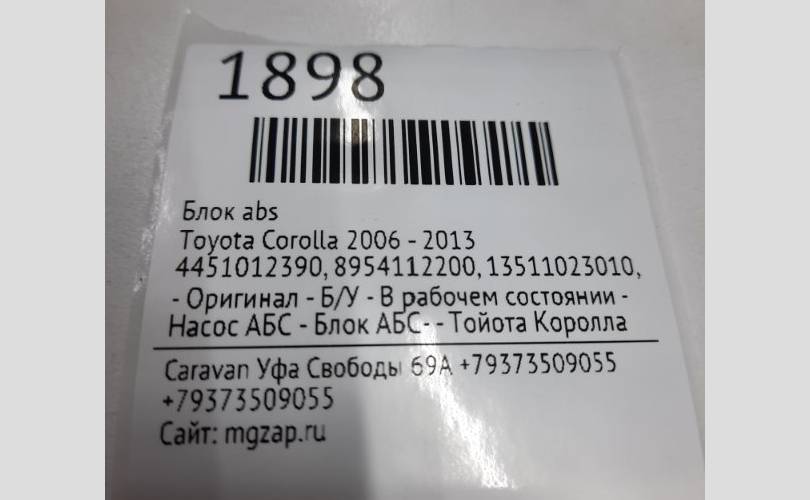 1898
Блок abs
Toyota Corolla 2006 - 2013
4451012390, 8954112200, 13511023010,
- Оригинал - Б/У - В рабочем состоянии -
Насос АБС - Блок АБС- - Тойота Королла
Caravan Уфа Свободы 69А +79373509055
+79373509055
Сайт: mgzap.ru